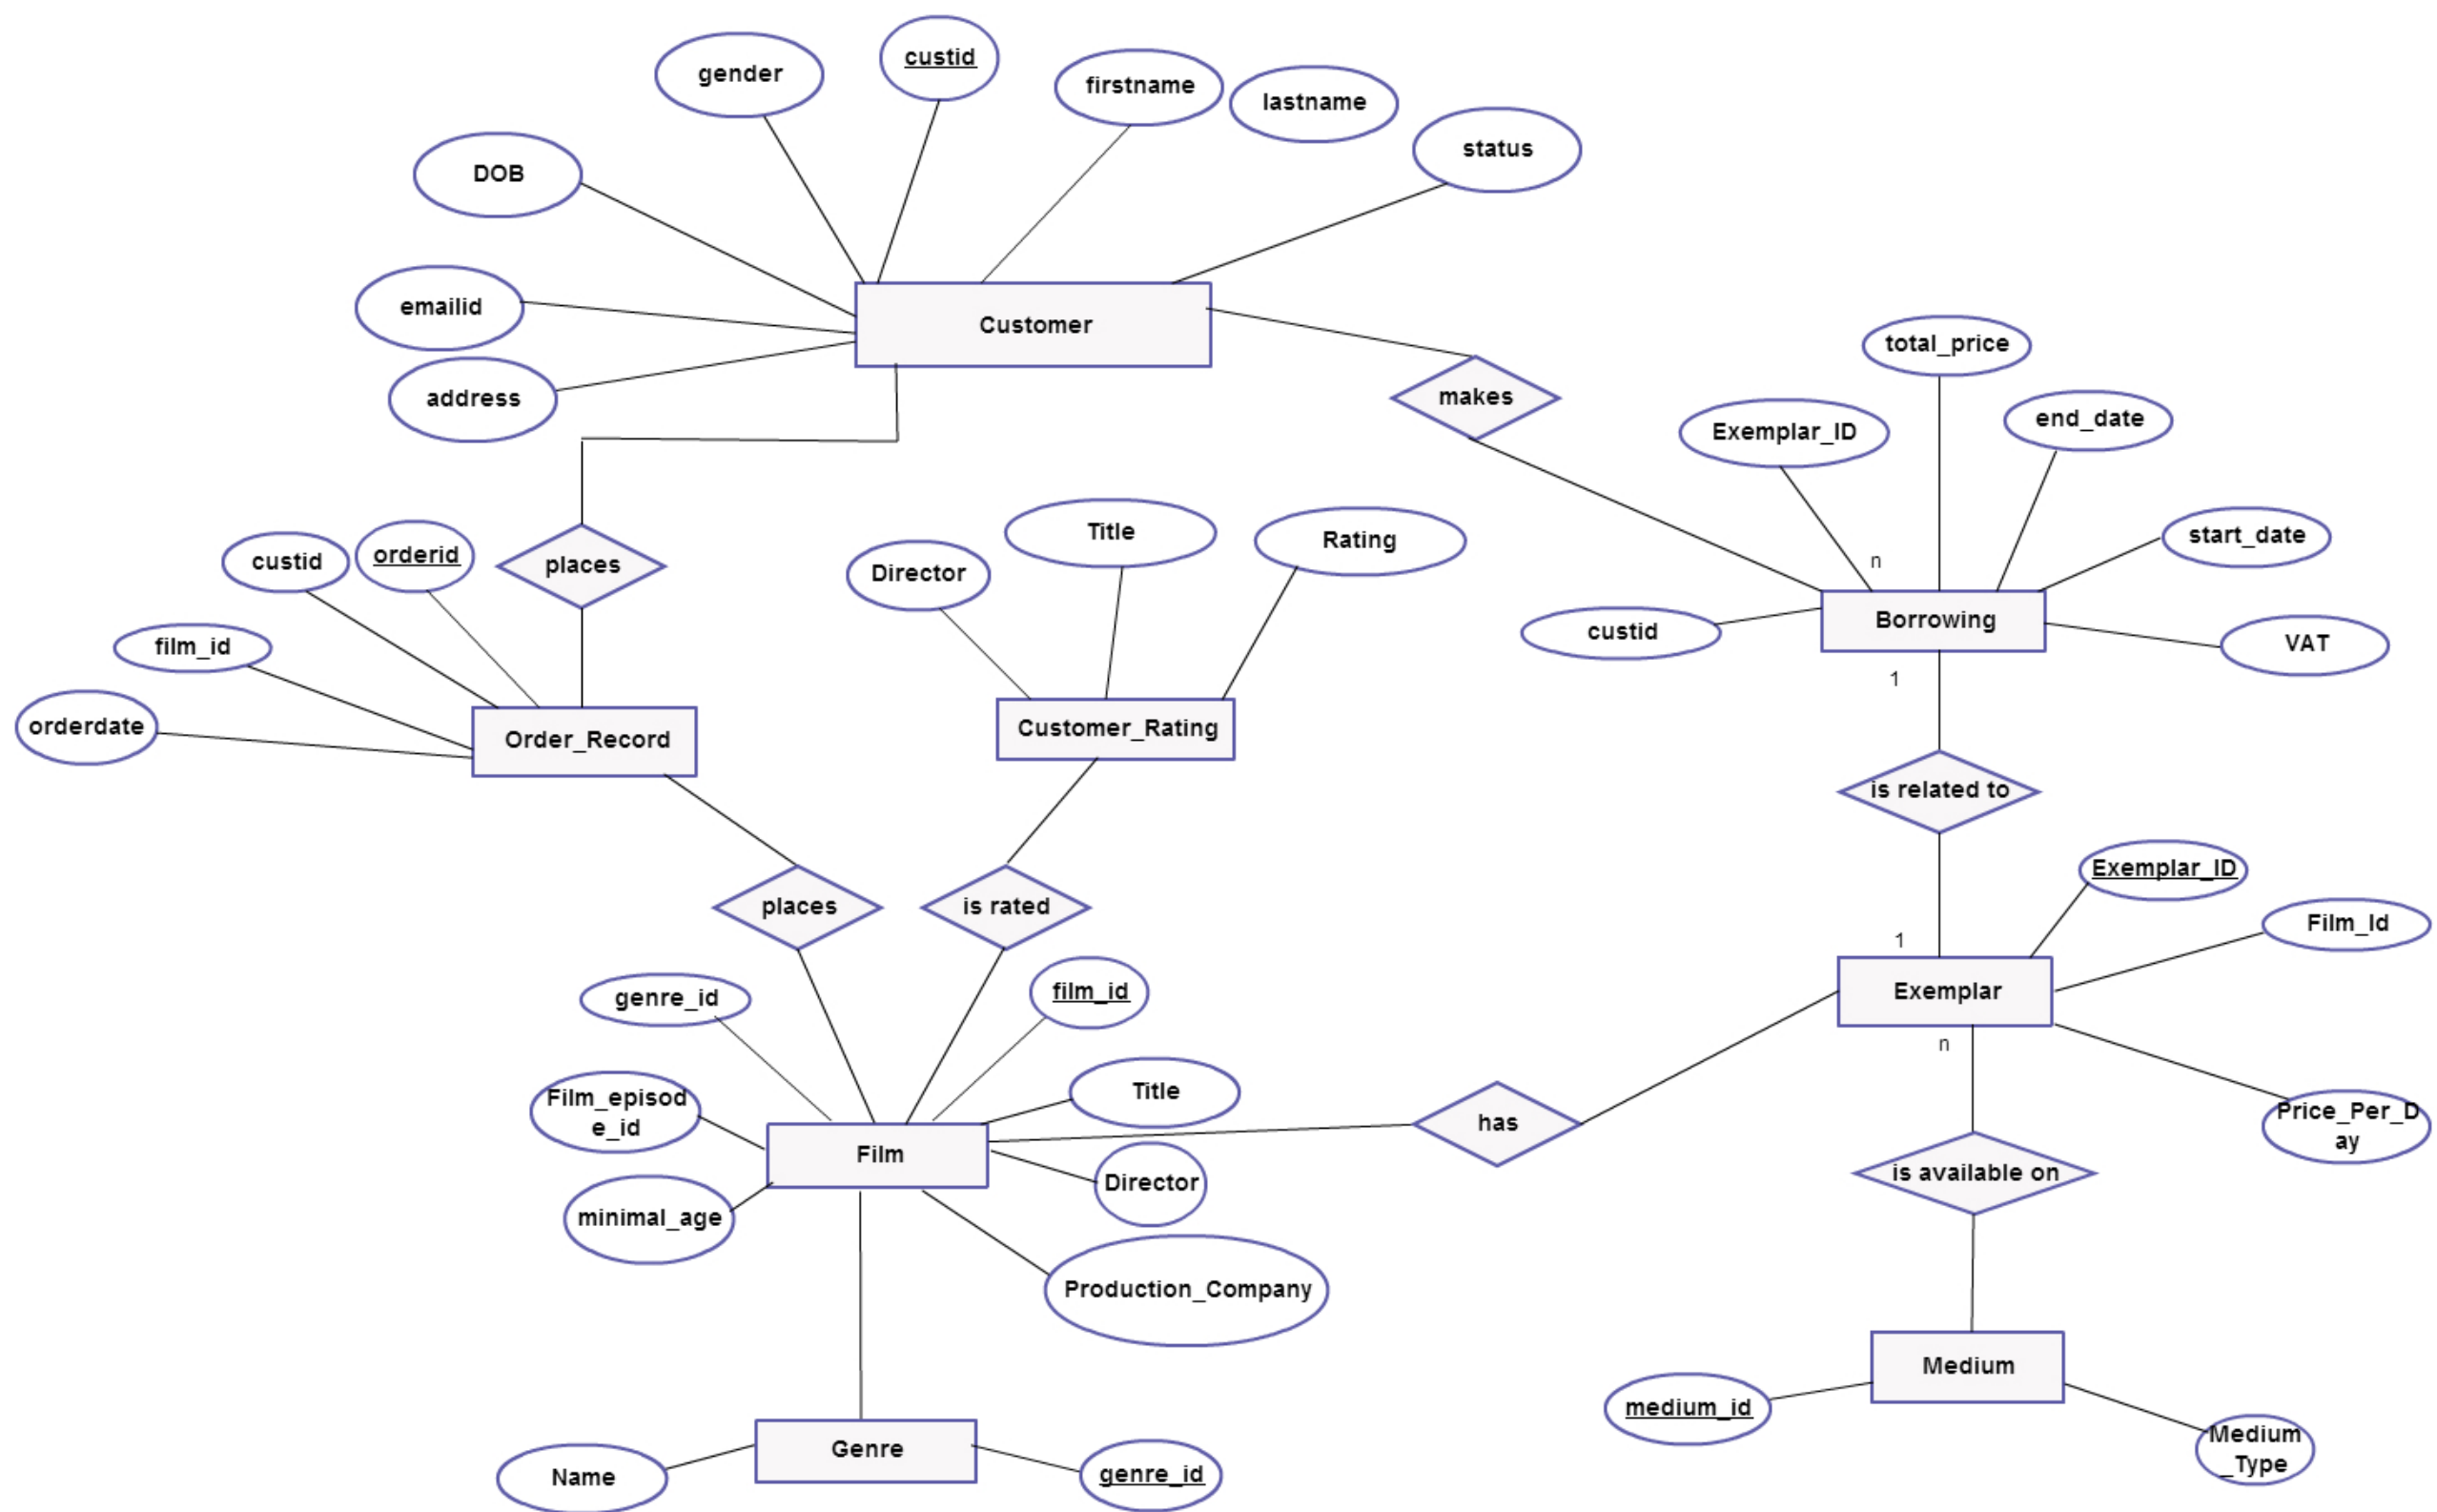 custid
gender
firstname
lastname
status
DOB
emailid
Customer
address
makes
total_price
Exemplar_ID
end_date
places
custid
orderid
film_id
orderdate
Order_Record
Director
Title
Rating
Customer_Rating
n
start_date
custid
Borrowing
VAT
1
is related to
places
is rated
Exemplar_ID
Film_Id
1
Exemplar
n
Price_Per_D
ay
genre_id
film_id
Film_episod
e_id
Title
Film
has
Director
minimal_age
Production_Company
is available on
Medium
medium_id
Medium
_Type
Genre
Name
genre_id